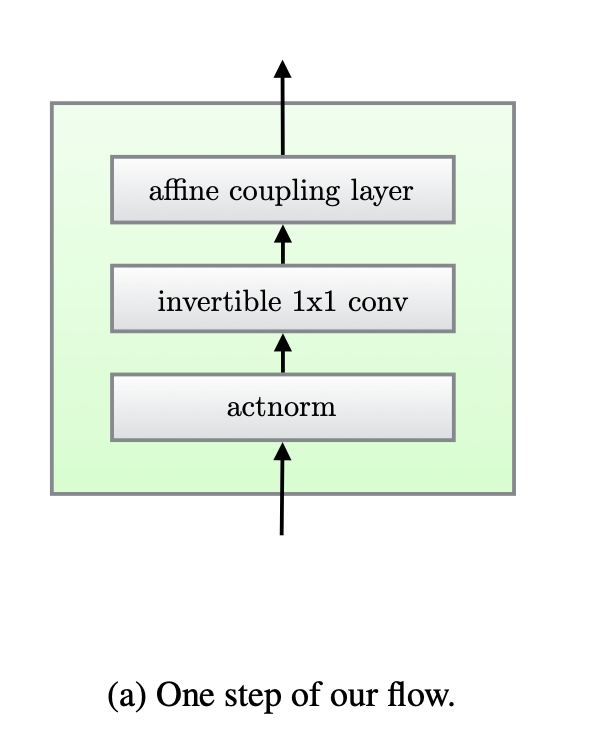 affine coupling layer
invertible 1x1 conv
actnorm
(a) One step of our flow.